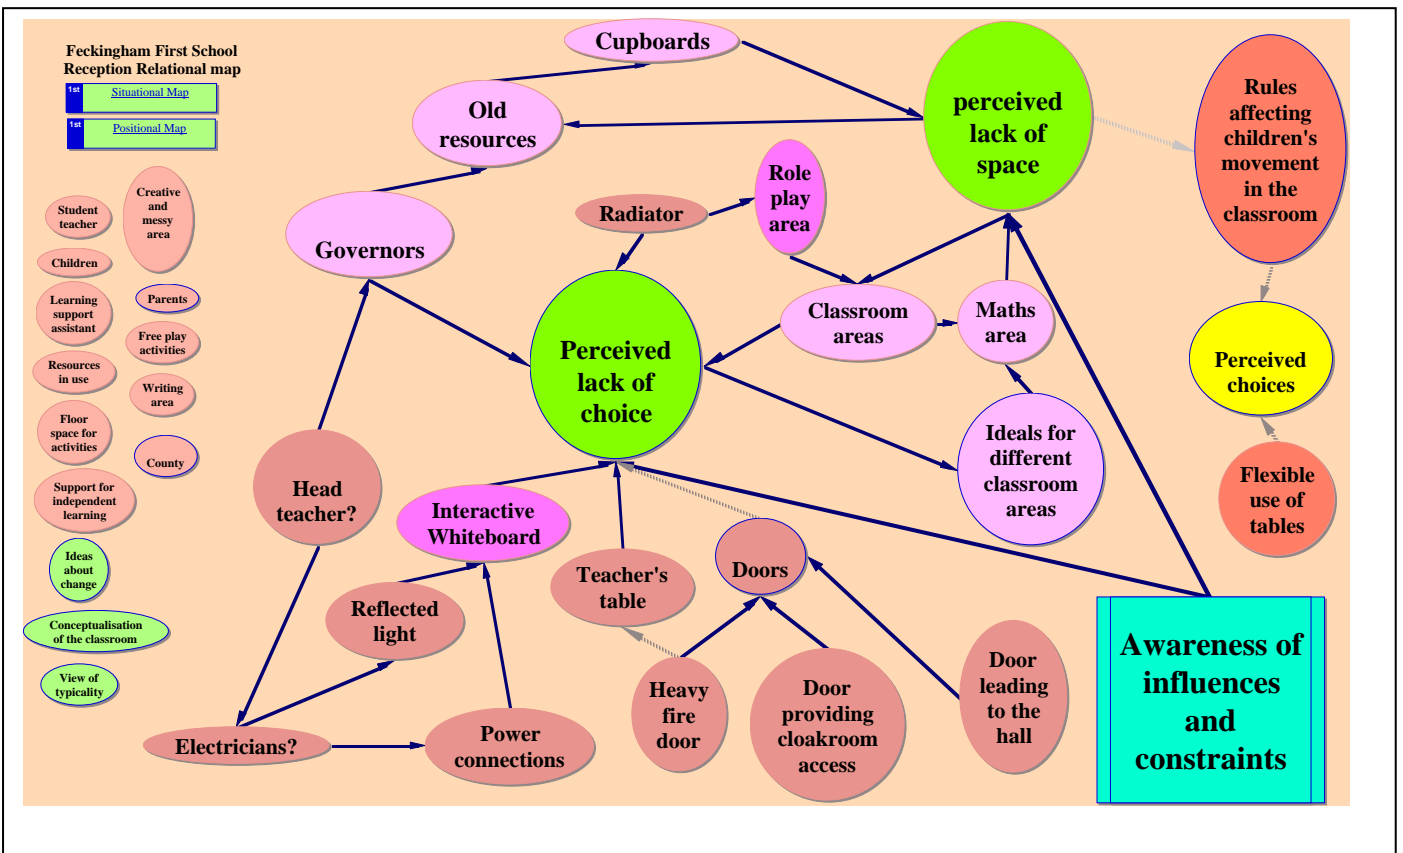 Feckingham First School
Reception Relational map
1st
Situational Map
1st
Positional Map
Creative
and
messy
area
Student
teacher
Children
Parents
Learning
support
assistant
Free play
activities
Resources
in use
Writing
area
Floor
space for
activities
County
Support for
independent
learning
Ideas
about
change
Conceptualisation
of the classroom
View of
typicality
Cupboards
Old
resources
Governors
Radiator
Role
play
area
perceived
lack of
space
Rules
affecting
children's
movement
in the
classroom
Classroom
areas
Maths
area
Perceived
lack of
choice
Perceived
choices
Ideals for
different
classroom
areas
Flexible
use of
tables
Head
teacher?
Interactive
Whiteboard
Teacher's
table
Doors
Reflected
light
Electricians?
Power
connections
Heavy
fire
door
Door
providing
cloakroom
access
Door
leading
to the
hall
Awareness of
influences
and
constraints